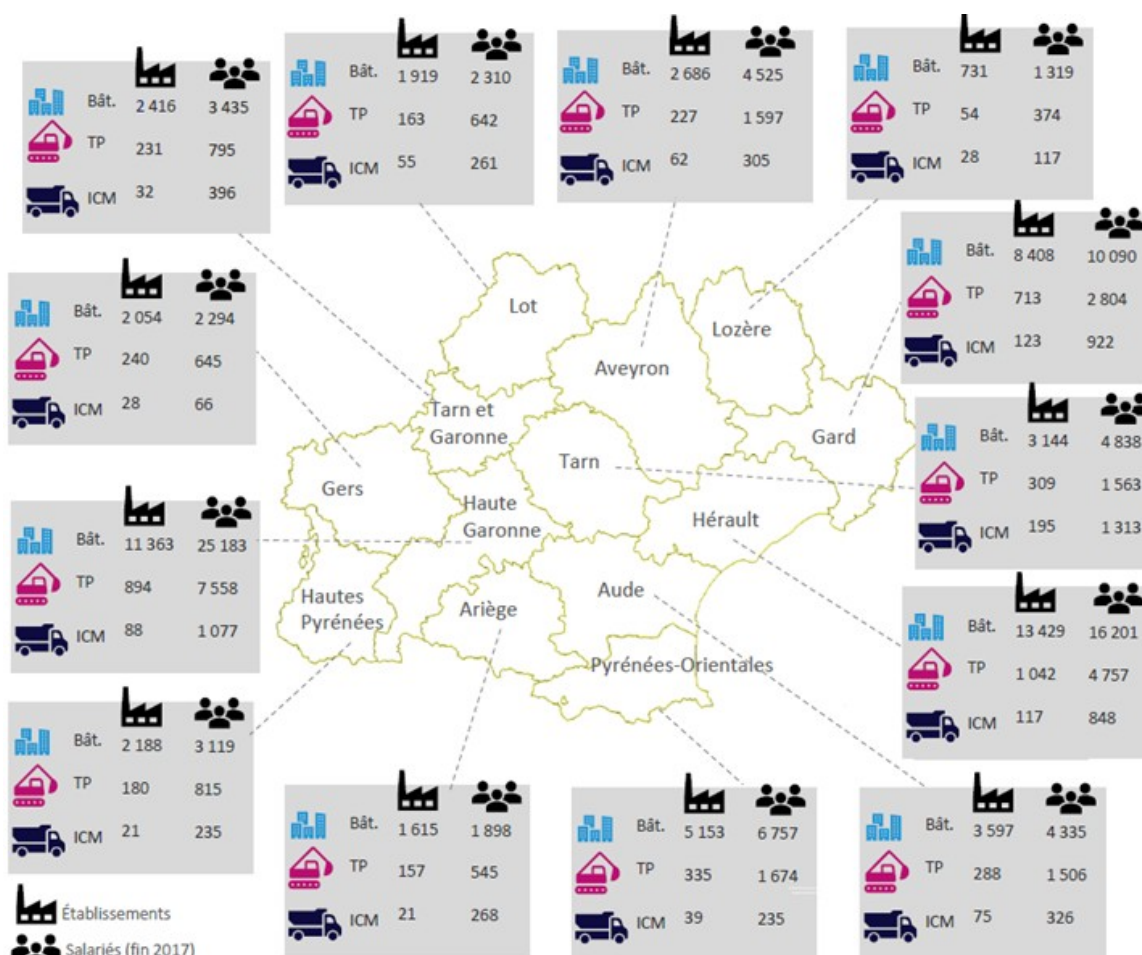 Bât. 2 416 3 435
TP 231 795
ICM 32 396
Bât. 1 919 2 310
TP 163 642
ICM 55 261
Bât. 2 686 4 525
TP 227 1 597
ICM 62 305
Bât. 731 1 319
TP 54 374
ICM 28 117
Bât. 8 408 10 090
TP 713 2 804
ICM 123 922
Bât. 2 054 2 294
TP 240 645
ICM 28 66
Lot
Lozère
Aveyron
Tarn et
Garonne
Gard
Tarn
Gers
Haute
Garonne
Hérault
Hautes
Pyrénées
Ariège
Aude
Pyrénées-Orientales
Bât. 3 144 4 838
TP 309 1 563
ICM 195 1 313
Bât. 11 363 25 183
TP 894 7 558
ICM 88 1 077
Bât. 13 429 16 201
TP 1 042 4 757
ICM 117 848
Bât. 2 188 3 119
TP 180 815
ICM 21 235
Bât. 1 615 1 898
TP 157 545
ICM 21 268
Bât. 5 153 6 757
TP 335 1 674
ICM 39 235
Bât. 3 597 4 335
TP 288 1 506
ICM 75 326
Établissements
Salariés (fin 2017)